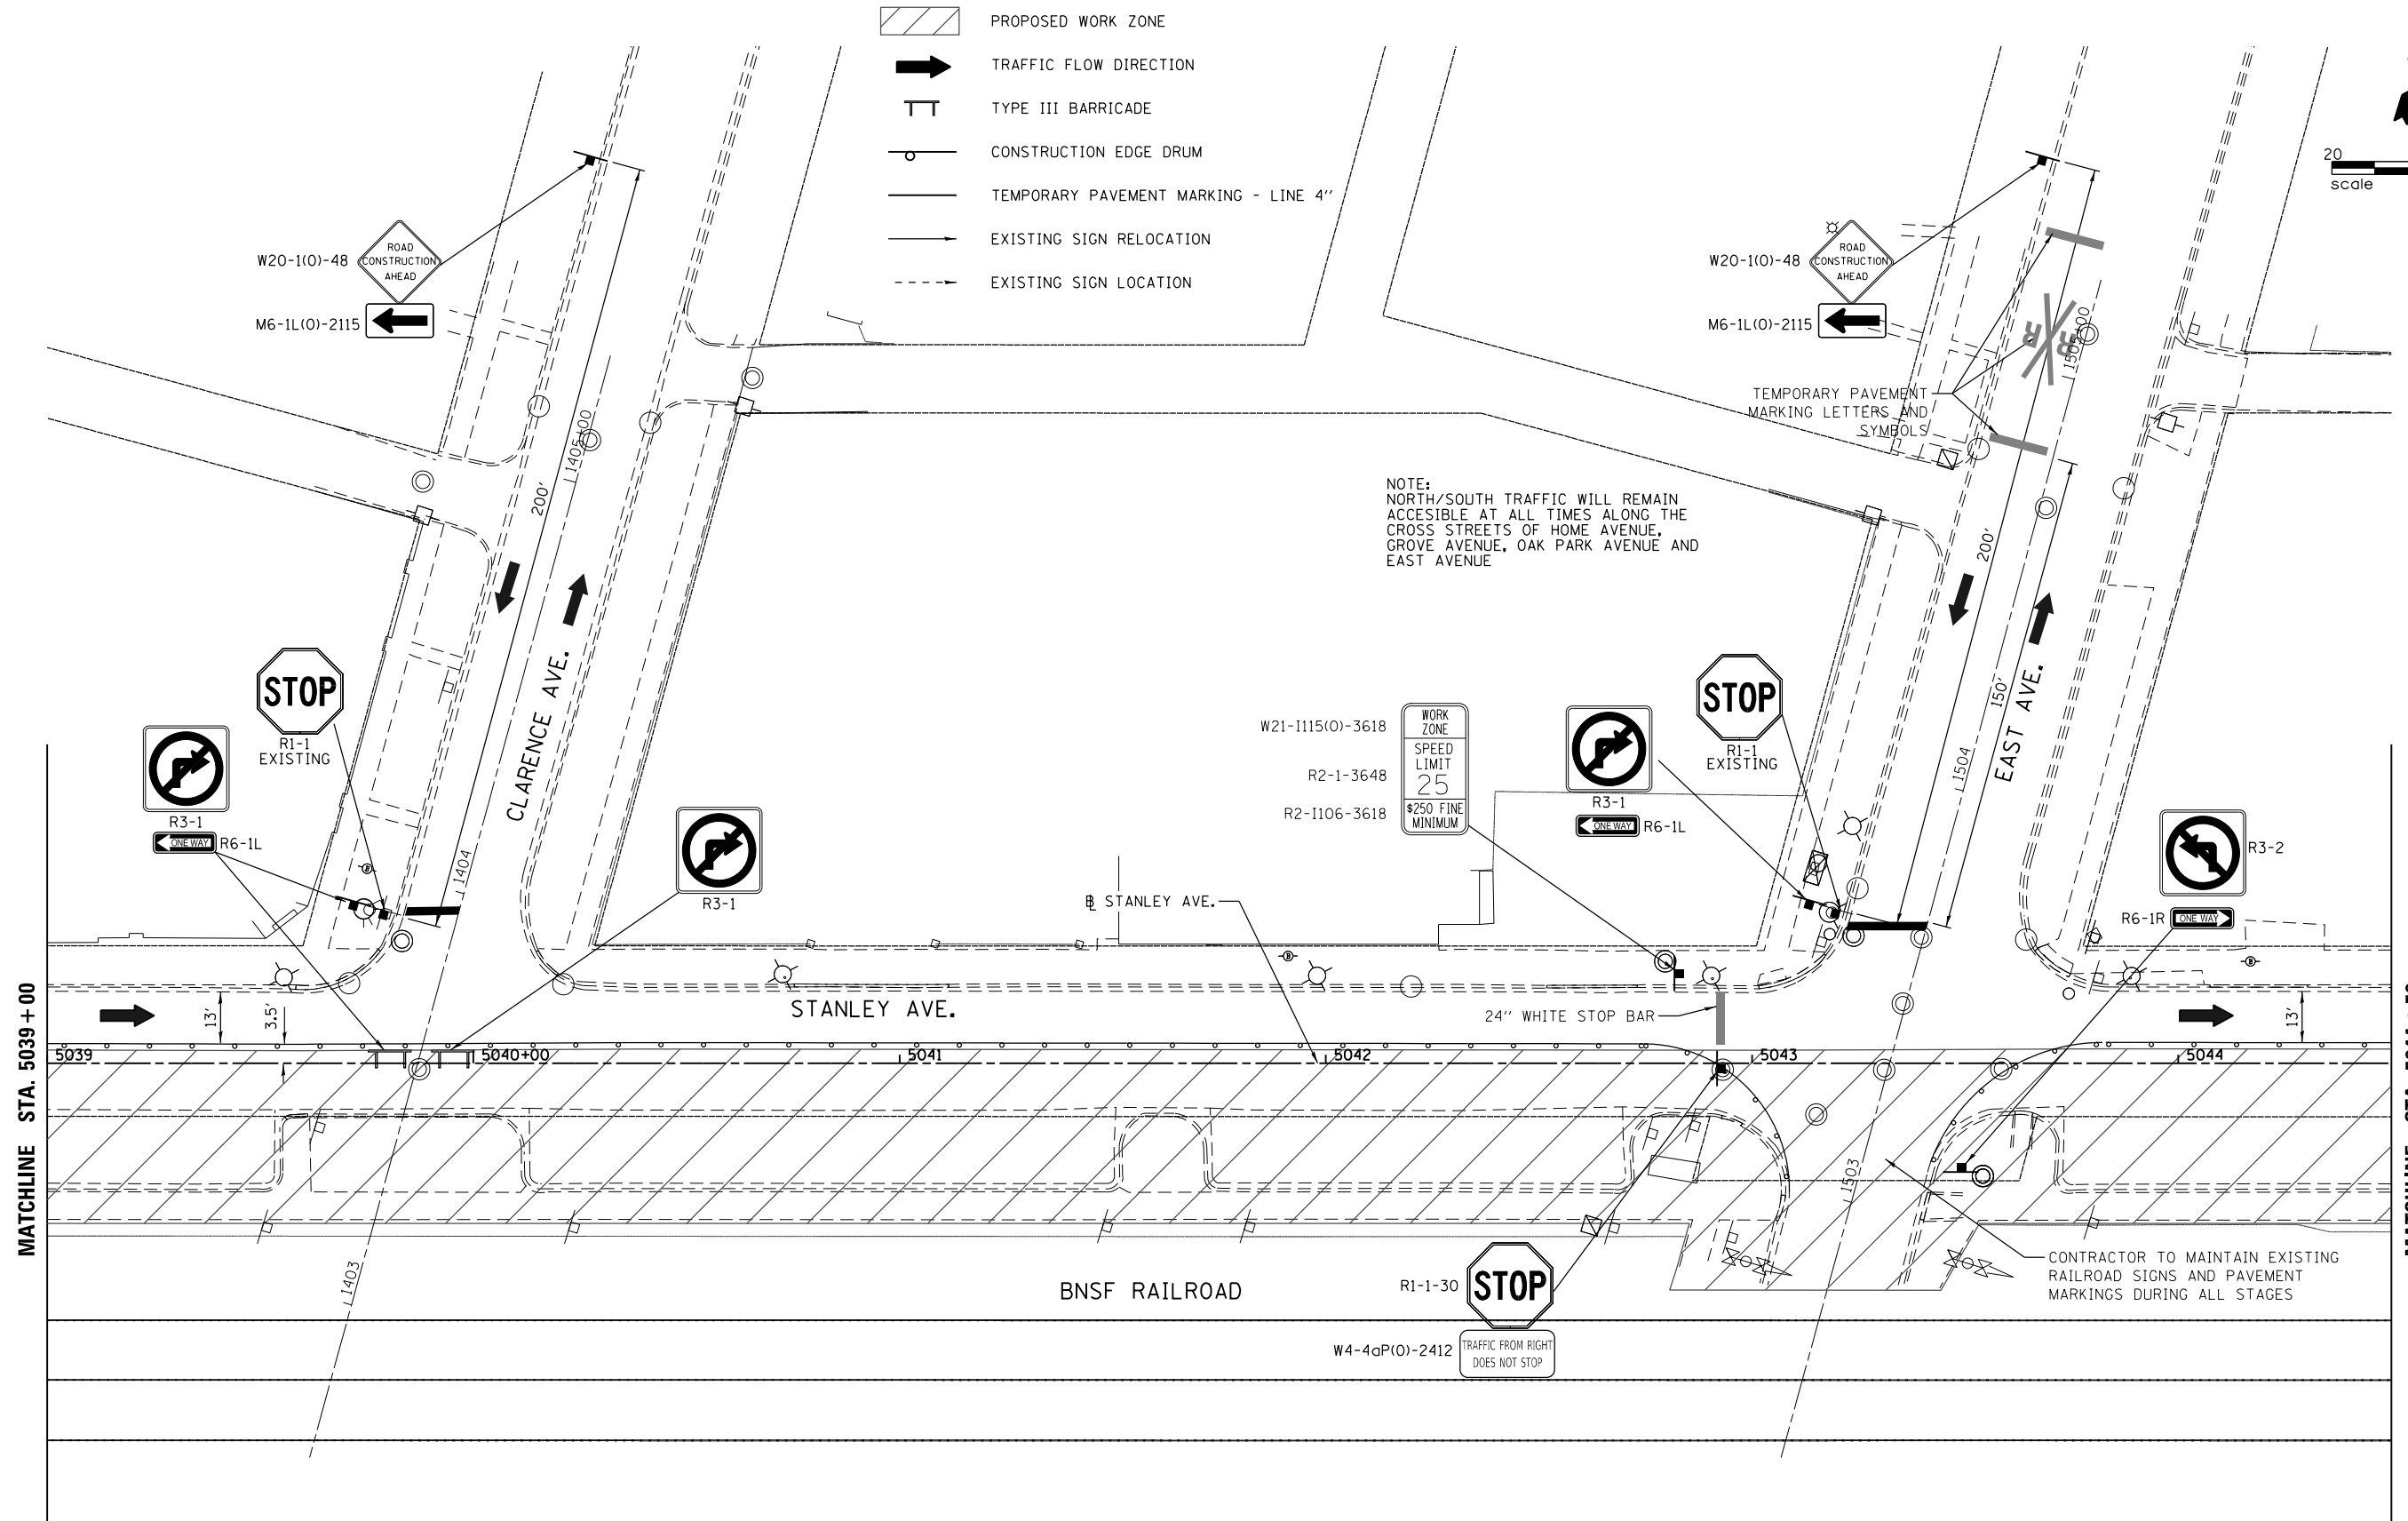 PROPOSED WORK ZONE
TRAFFIC FLOW DIRECTION
TYPE III BARRICADE
CONSTRUCTION EDGE DRUM
TEMPORARY PAVEMENT MARKING - LINE 4''
EXISTING SIGN RELOCATION
EXISTING SIGN LOCATION
20
scale
W20-1(O)-48
ROAD
CONSTRUCTION
AHEAD
M6-1L(O)-2115
W20-1(O)-48
ROAD
CONSTRUCTION
AHEAD
M6-1L(O)-2115
R R
1505+00
TEMPORARY PAVEMENT
MARKING LETTERS AND
SYMBOLS
1405+00
200'
NOTE:
NORTH/SOUTH TRAFFIC WILL REMAIN
ACCESIBLE AT ALL TIMES ALONG THE
CROSS STREETS OF HOME AVENUE,
GROVE AVENUE, OAK PARK AVENUE AND
EAST AVENUE
200'
150'
STOP
R1-1
EXISTING
CLARENCE AVE.
STOP
R1-1
EXISTING
EAST AVE.
R3-1
ONE WAY
R6-1L
1404
R3-1
W21-I115(O)-3618
R2-1-3648
R2-I106-3618
WORK
ZONE
SPEED
LIMIT
25
$250 FINE
MINIMUM
R3-1
ONE WAY
R6-1L
1504
R3-2
R6-1R
ONE WAY
B
B
B
℄ STANLEY AVE.
STANLEY AVE.
24'' WHITE STOP BAR
13'
3.5'
13'
5039
5040+00
5041
5042
5043
5044
MATCHLINE STA. 5039+00
1403
1503
BNSF RAILROAD
R1-1-30
STOP
W4-4aP(O)-2412
TRAFFIC FROM RIGHT
DOES NOT STOP
CONTRACTOR TO MAINTAIN EXISTING
RAILROAD SIGNS AND PAVEMENT
MARKINGS DURING ALL STAGES